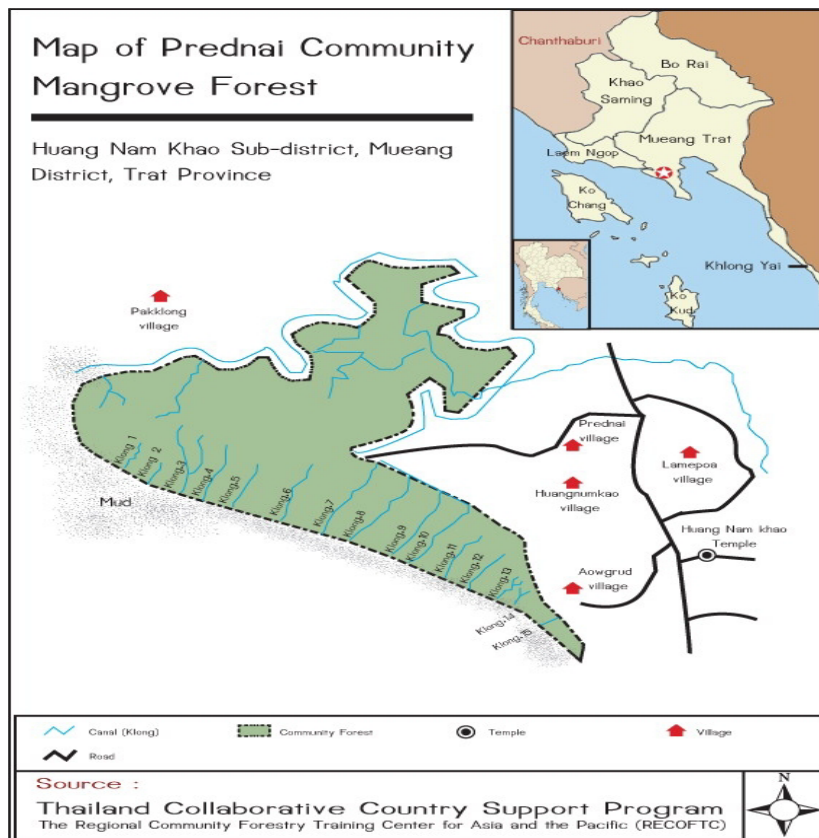 Map of Prednai Community
Mangrove Forest
Huang Nam Khao Sub-district, Mueang
District, Trat Province
Chanthaburi
Bo Rai
Khao
Saming
Mueang Trat
Laem Ngop
Ko
Chang
Khlong Yai
Ko
Kud
Pakklong
village
Prednai
village
Lamepoa
village
Huangnumkao
village
Huang Nam khao
Temple
Aowgrud
village
Mud
Klong 1
Klong 2
Klong.3
Klong.4
Klong.5
Klong.6
Klong.7
Klong.8
Klong.9
Klong.10
Klong.11
Klong.12
Klong.13
Klong.14
Klong.15
Canal (Klong)
Community Forest
Temple
Village
Road
Source :
Thailand Collaborative Country Support Program
The Regional Community Forestry Training Center for Asia and the Pacific (RECOFTC)
N